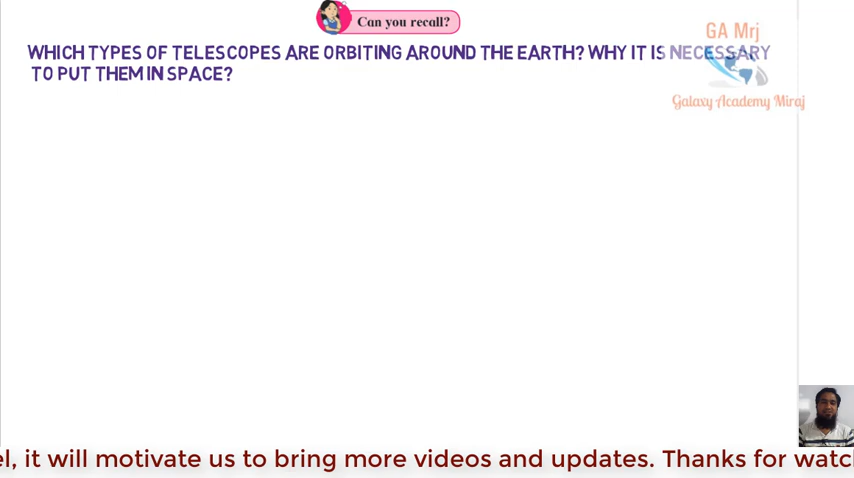 Can you recall?
WHICH TYPES OF TELESCOPES ARE ORBITING AROUND THE EARTH? WHY IT IS NECESSARY
TO PUT THEM IN SPACE?
GA Mrj
Galaxy Academy Miraj
el, it will motivate us to bring more videos and updates. Thanks for watc